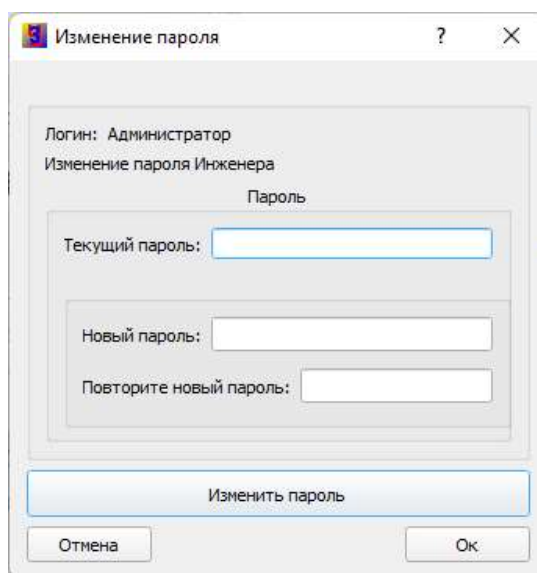 Изменение пароля ? ×
Логин: Администратор
Изменение пароля Инженера
Пароль
Текущий пароль:
Новый пароль:
Повторите новый пароль:
Изменить пароль
Отмена Ок